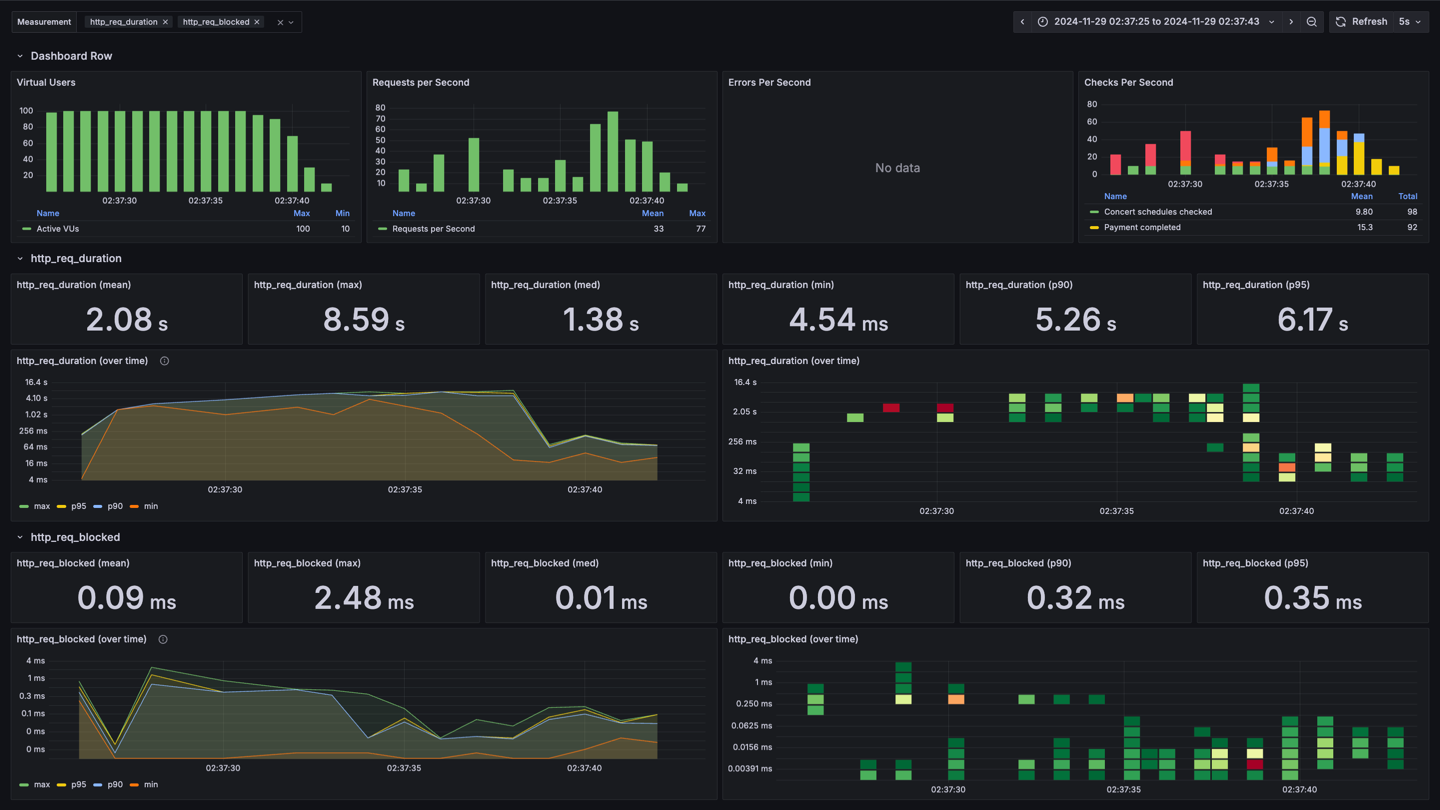 Measurement http_req_duration × http_req_blocked × × 2024-11-29 02:37:25 to 2024-11-29 02:37:43 Refresh 5s
Dashboard Row
Virtual Users
100
80
60
40
20
02:37:30 02:37:35 02:37:40
Name Max Min
Active VUs 100 10
Requests per Second
80
70
60
50
40
30
20
10
02:37:30 02:37:35 02:37:40
Name Mean Max
Requests per Second 33 77
Errors Per Second
No data
Checks Per Second
80
60
40
20
0
02:37:30 02:37:35 02:37:40
Name Mean Total
Concert schedules checked 9.80 98
Payment completed 15.3 92
http_req_duration
http_req_duration (mean)
2.08 s
http_req_duration (max)
8.59 s
http_req_duration (med)
1.38 s
http_req_duration (min)
4.54 ms
http_req_duration (p90)
5.26 s
http_req_duration (p95)
6.17 s
http_req_duration (over time)
16.4 s
4.10 s
1.02 s
256 ms
64 ms
16 ms
4 ms
02:37:30 02:37:35 02:37:40
max p95 p90 min
http_req_duration (over time)
16.4 s
2.05 s
256 ms
32 ms
4 ms
02:37:30 02:37:35 02:37:40
http_req_blocked
http_req_blocked (mean)
0.09 ms
http_req_blocked (max)
2.48 ms
http_req_blocked (med)
0.01 ms
http_req_blocked (min)
0.00 ms
http_req_blocked (p90)
0.32 ms
http_req_blocked (p95)
0.35 ms
http_req_blocked (over time)
4 ms
1 ms
0.3 ms
0.1 ms
0 ms
0 ms
02:37:30 02:37:35 02:37:40
max p95 p90 min
http_req_blocked (over time)
4 ms
1 ms
0.250 ms
0.0625 ms
0.0156 ms
0.00391 ms
02:37:30 02:37:35 02:37:40